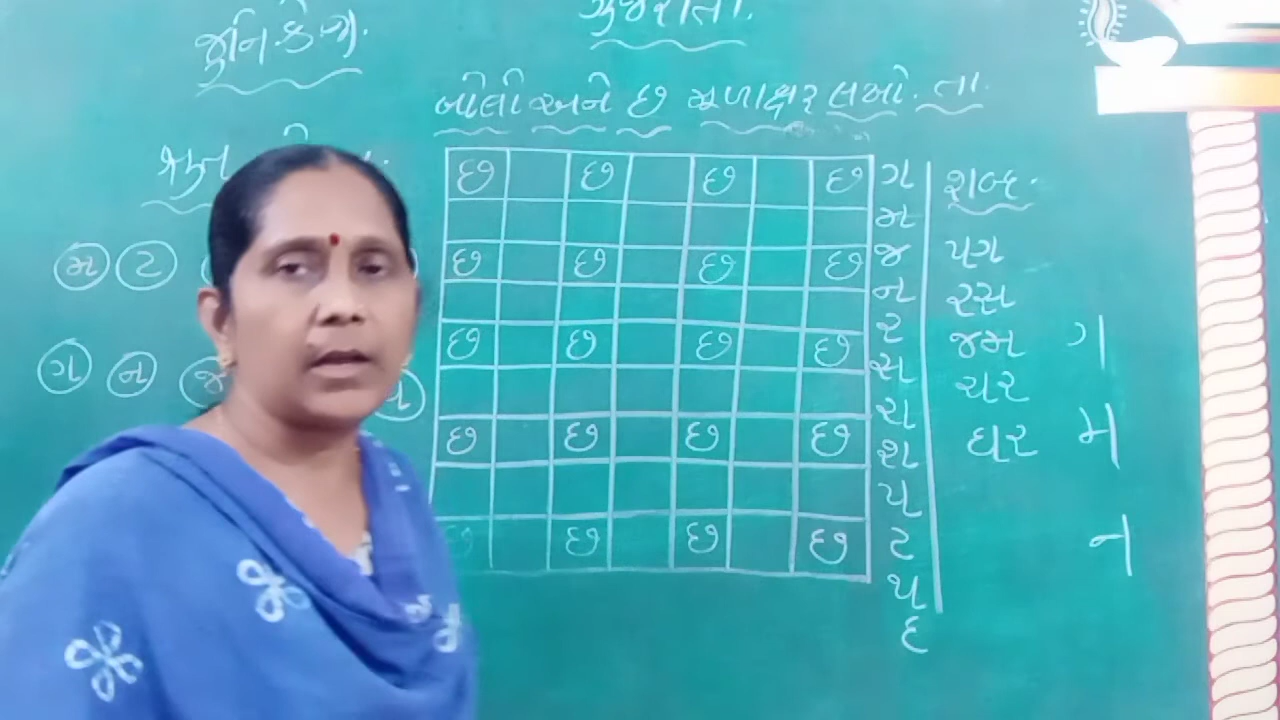 જુનિ.કે.જી.
ગુજરાતી.
બોલી અને છ મૂળાક્ષર લખો. તા.
છ છ છ છ
છ છ છ છ
છ છ છ છ
છ છ છ છ
છ છ છ છ
ગ
મ
જ
ન
ર
સ
શ
પ
ટ
દ
શબ્દ.
પગ
રસ
જમ
ચર
ઘર
ગ
મ
ન
મ ટ
ગ ન જ